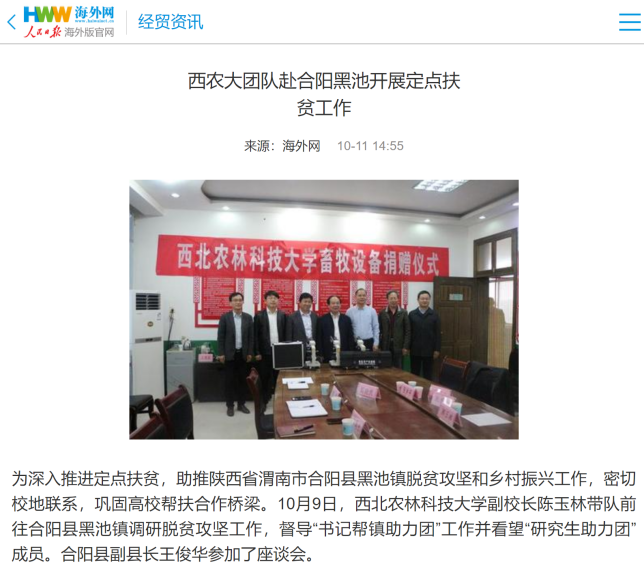 HWW 海外网
www.haiwainet.cn
人民日报 海外版官网
经贸资讯
西农大团队赴合阳黑池开展定点扶
贫工作
来源：海外网 10-11 14:55
西北农林科技大学畜牧设备捐赠仪式
为深入推进定点扶贫，助推陕西省渭南市合阳县黑池镇脱贫攻坚和乡村振兴工作，密切
校地联系，巩固高校帮扶合作桥梁。10月9日，西北农林科技大学副校长陈玉林带队前
往合阳县黑池镇调研脱贫攻坚工作，督导“书记帮镇助力团”工作并看望“研究生助力团”
成员。合阳县副县长王俊华参加了座谈会。